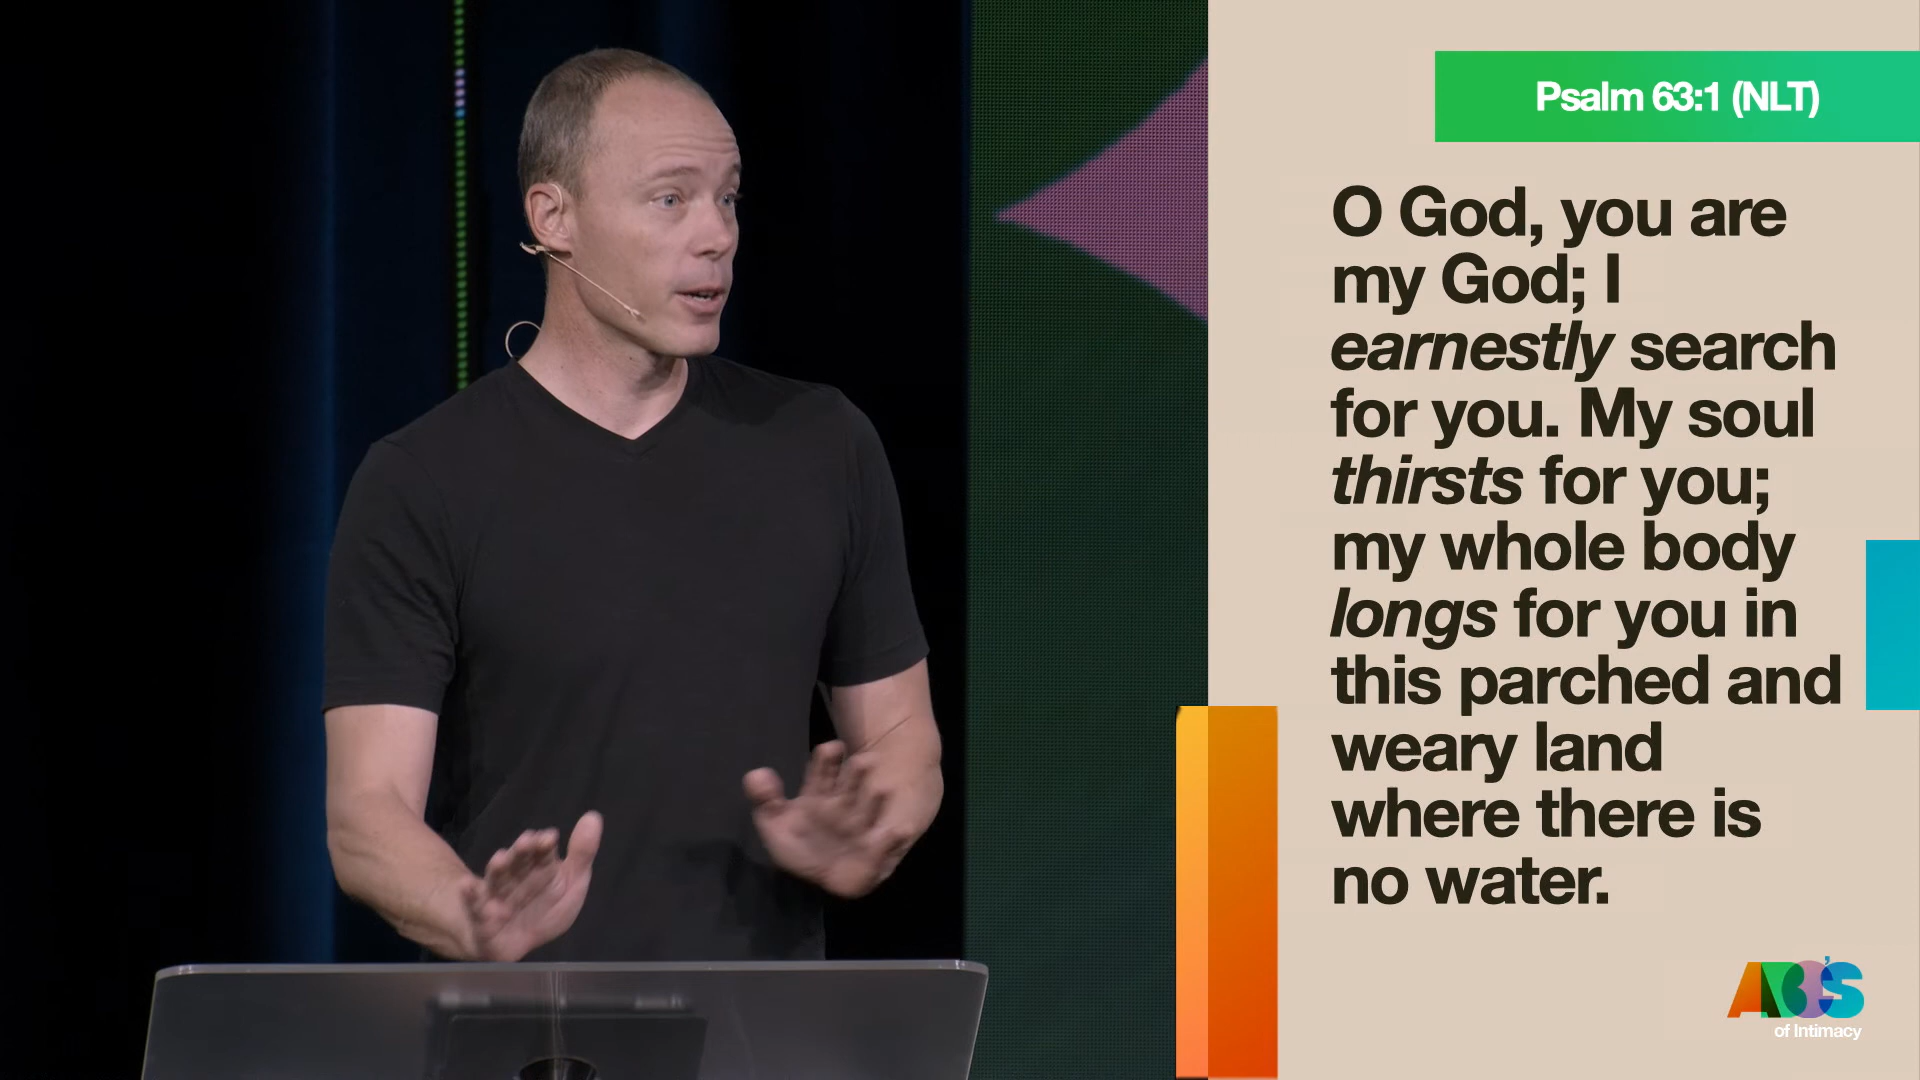 Psalm 63:1 (NLT)
O God, you are
my God; I
earnestly search
for you. My soul
thirsts for you;
my whole body
longs for you in
this parched and
weary land
where there is
no water.
ABC'S
of Intimacy